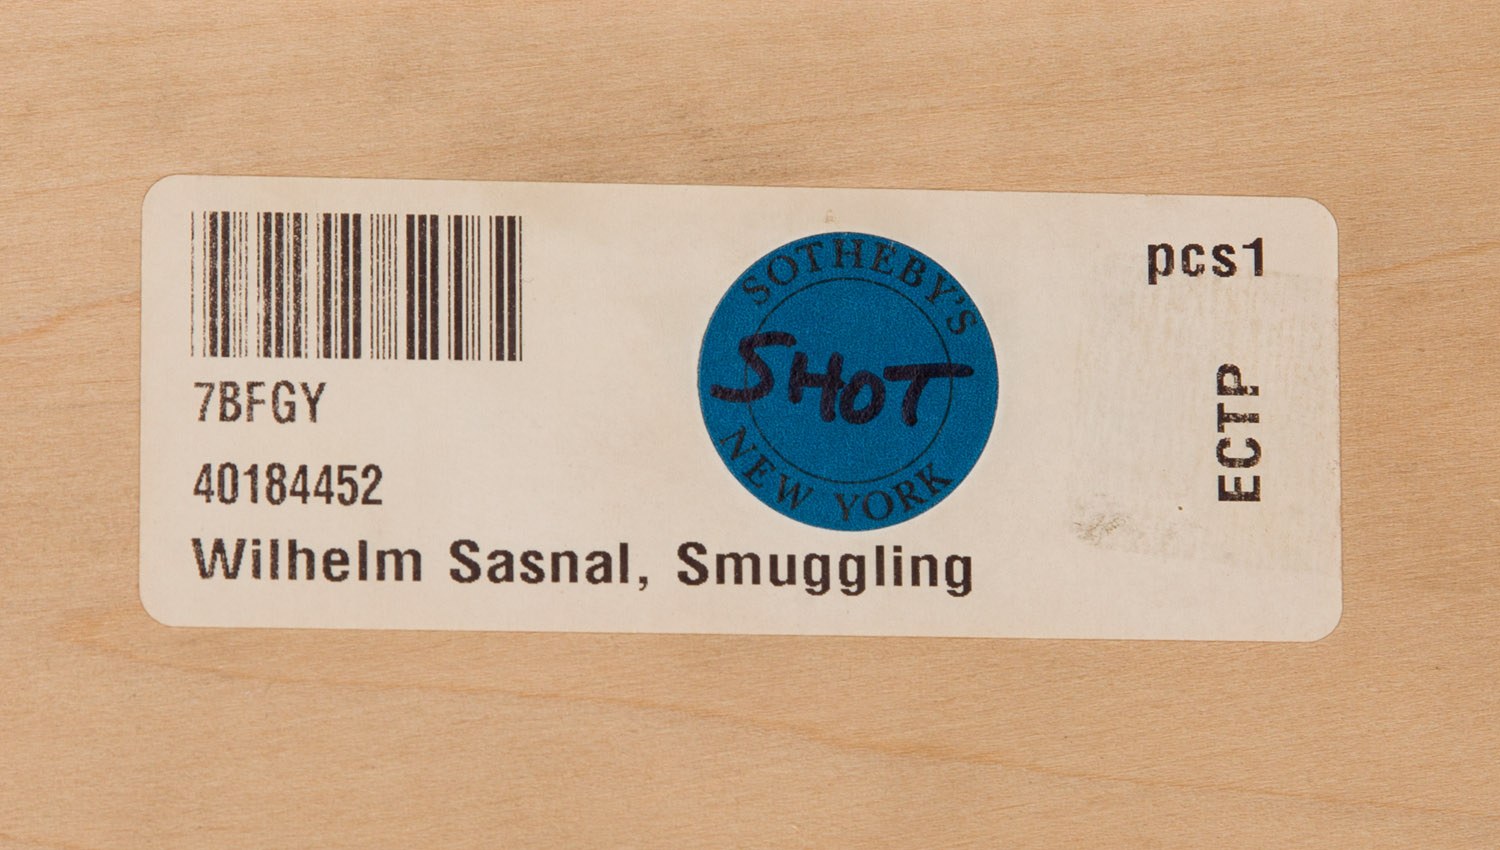 pcs1
SOTHEBY'S
SHOT
NEW YORK
ECTP
7BFGY
40184452
Wilhelm Sasnal, Smuggling